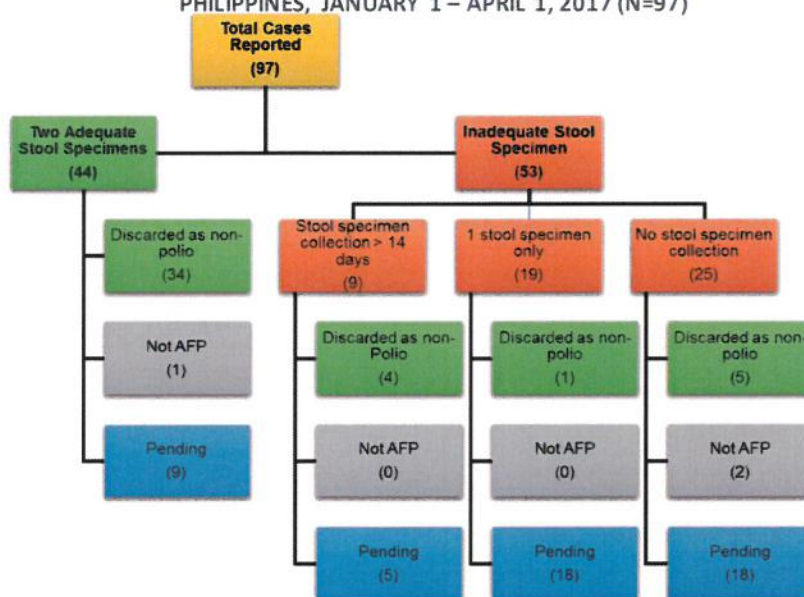 PHILIPPINES, JANUARY 1 – APRIL 1, 2017 (N=97)
Total Cases
Reported
(97)
Two Adequate
Stool Specimens
(44)
Inadequate Stool
Specimen
(53)
Discarded as non-
polio
(34)
Not AFP
(1)
Pending
(9)
Stool specimen
collection > 14
days
(9)
Discarded as non-
Polio
(4)
Not AFP
(0)
Pending
(5)
1 stool specimen
only
(19)
Discarded as non-
polio
(1)
Not AFP
(0)
Pending
(18)
No stool specimen
collection
(25)
Discarded as non-
polio
(5)
Not AFP
(2)
Pending
(18)